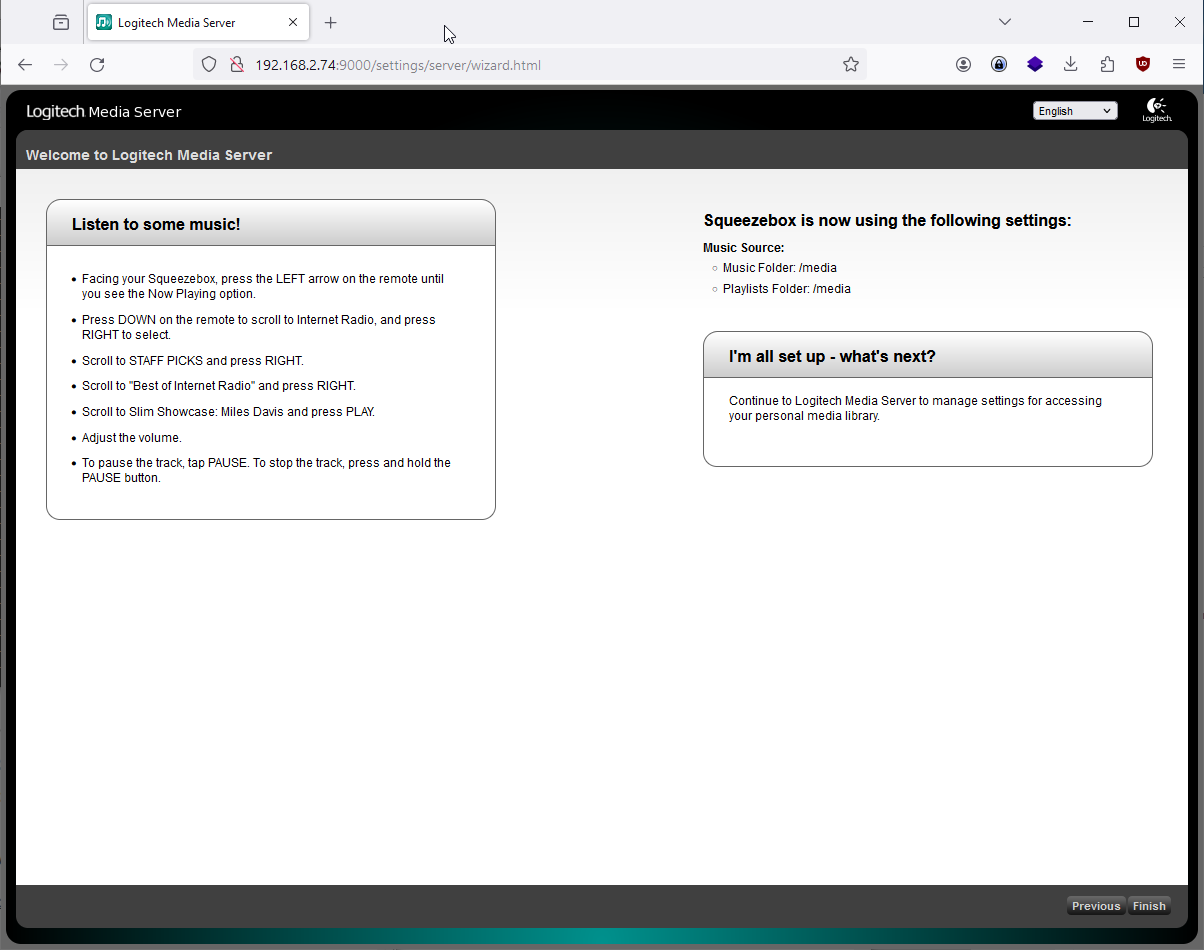 Logitech Media Server
192.168.2.74:9000/settings/server/wizard.html
Logitech Media Server
English
Logitech
Welcome to Logitech Media Server
Listen to some music!
Facing your Squeezebox, press the LEFT arrow on the remote until
you see the Now Playing option.
Press DOWN on the remote to scroll to Internet Radio, and press
RIGHT to select.
Scroll to STAFF PICKS and press RIGHT.
Scroll to "Best of Internet Radio" and press RIGHT.
Scroll to Slim Showcase: Miles Davis and press PLAY.
Adjust the volume.
To pause the track, tap PAUSE. To stop the track, press and hold the
PAUSE button.
Squeezebox is now using the following settings:
Music Source:
Music Folder: /media
Playlists Folder: /media
I'm all set up - what's next?
Continue to Logitech Media Server to manage settings for accessing
your personal media library.
Previous Finish